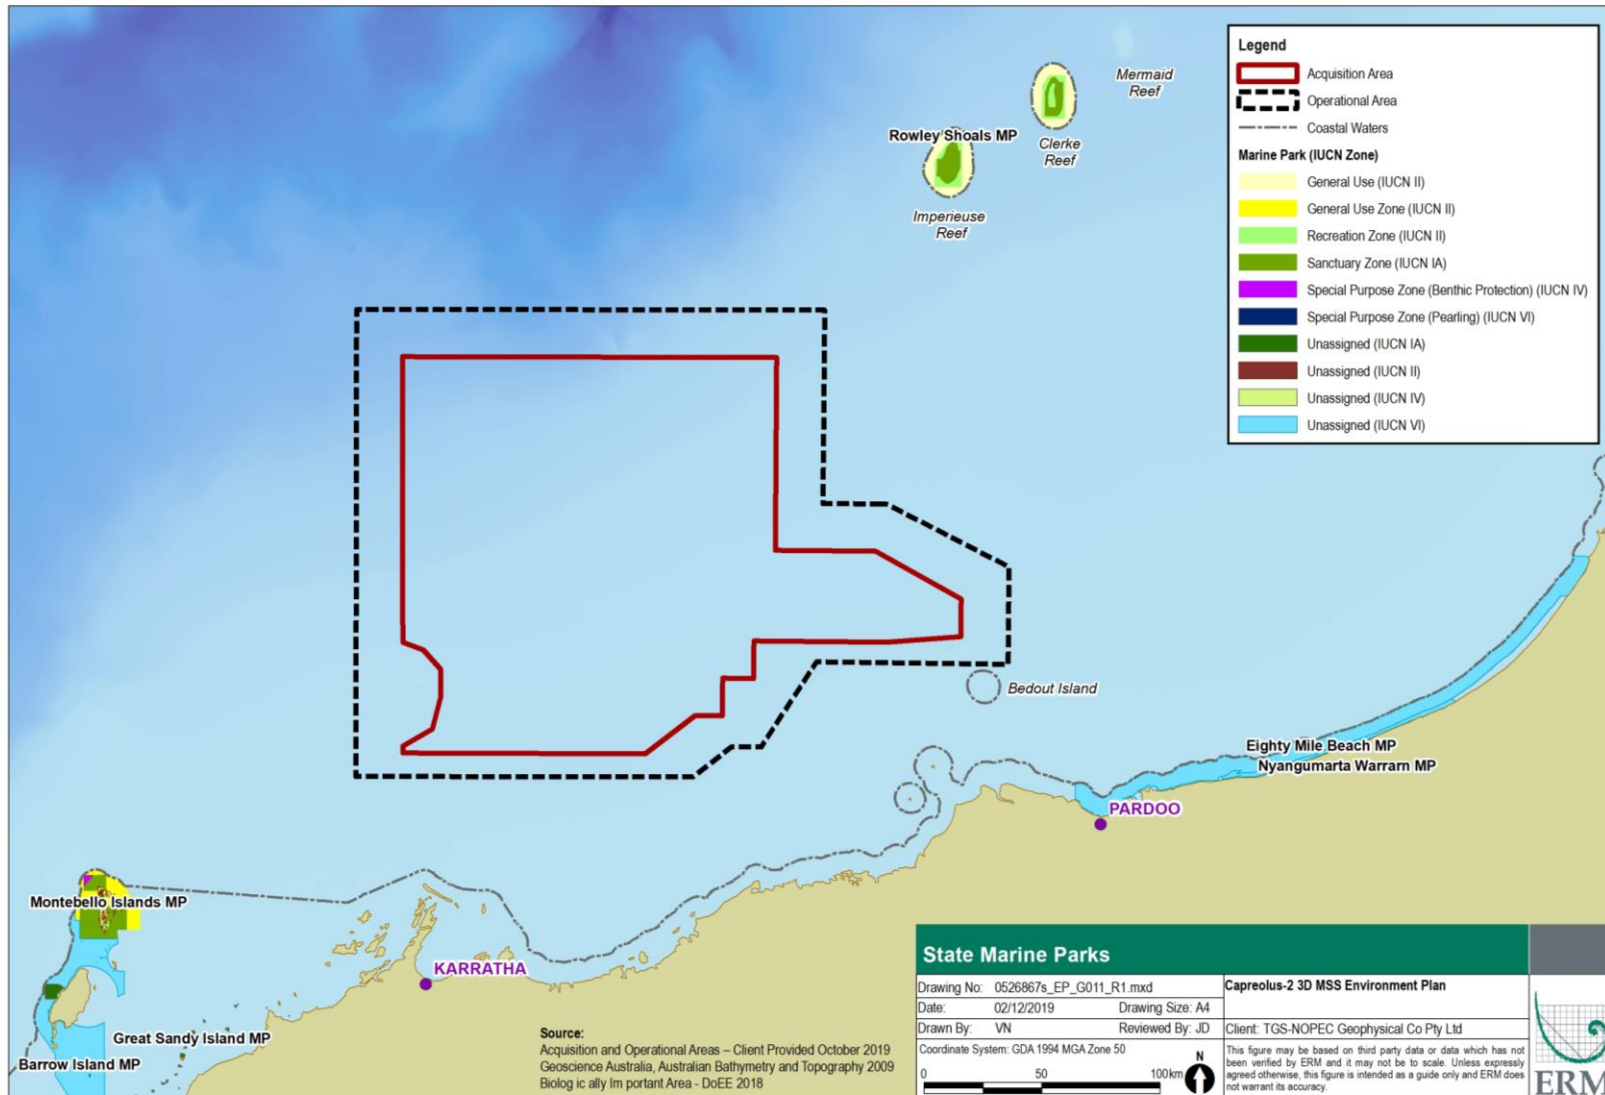 Mermaid
Reef
Rowley Shoals MP
Clerke
Reef
Imperieuse
Reef
Legend
Acquisition Area
Operational Area
Coastal Waters
Marine Park (IUCN Zone)
General Use (IUCN II)
General Use Zone (IUCN II)
Recreation Zone (IUCN II)
Sanctuary Zone (IUCN IA)
Special Purpose Zone (Benthic Protection) (IUCN IV)
Special Purpose Zone (Pearling) (IUCN VI)
Unassigned (IUCN IA)
Unassigned (IUCN II)
Unassigned (IUCN IV)
Unassigned (IUCN VI)
Bedout Island
Eighty Mile Beach MP
Nyangumarta Warrarn MP
PARDOO
Montebello Islands MP
KARRATHA
Great Sandy Island MP
Barrow Island MP
Source:
Acquisition and Operational Areas – Client Provided October 2019
Geoscience Australia, Australian Bathymetry and Topography 2009
Biolog ic ally Im portant Area - DoEE 2018
State Marine Parks
Drawing No: 0526867s_EP_G011_R1.mxd
Date: 02/12/2019 Drawing Size: A4
Drawn By: VN Reviewed By: JD
Coordinate System: GDA 1994 MGA Zone 50
N
0 50 100km
Capreolus-2 3D MSS Environment Plan
Client: TGS-NOPEC Geophysical Co Pty Ltd
This figure may be based on third party data or data which has not
been verified by ERM and it may not be to scale. Unless expressly
agreed otherwise, this figure is intended as a guide only and ERM does
not warrant its accuracy.
ERM